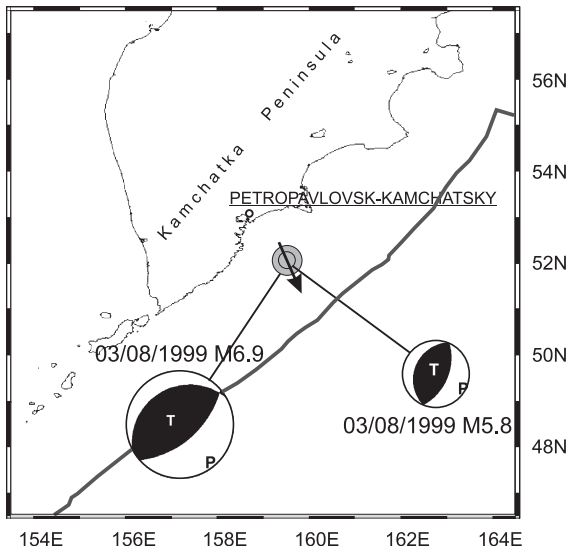 Kamchatka Peninsula
56N
54N
PETROPAVLOVSK-KAMCHATSKY
52N
03/08/1999 M6.9
50N
T
T
P
03/08/1999 M5.8
48N
P
154E 156E 158E 160E 162E 164E